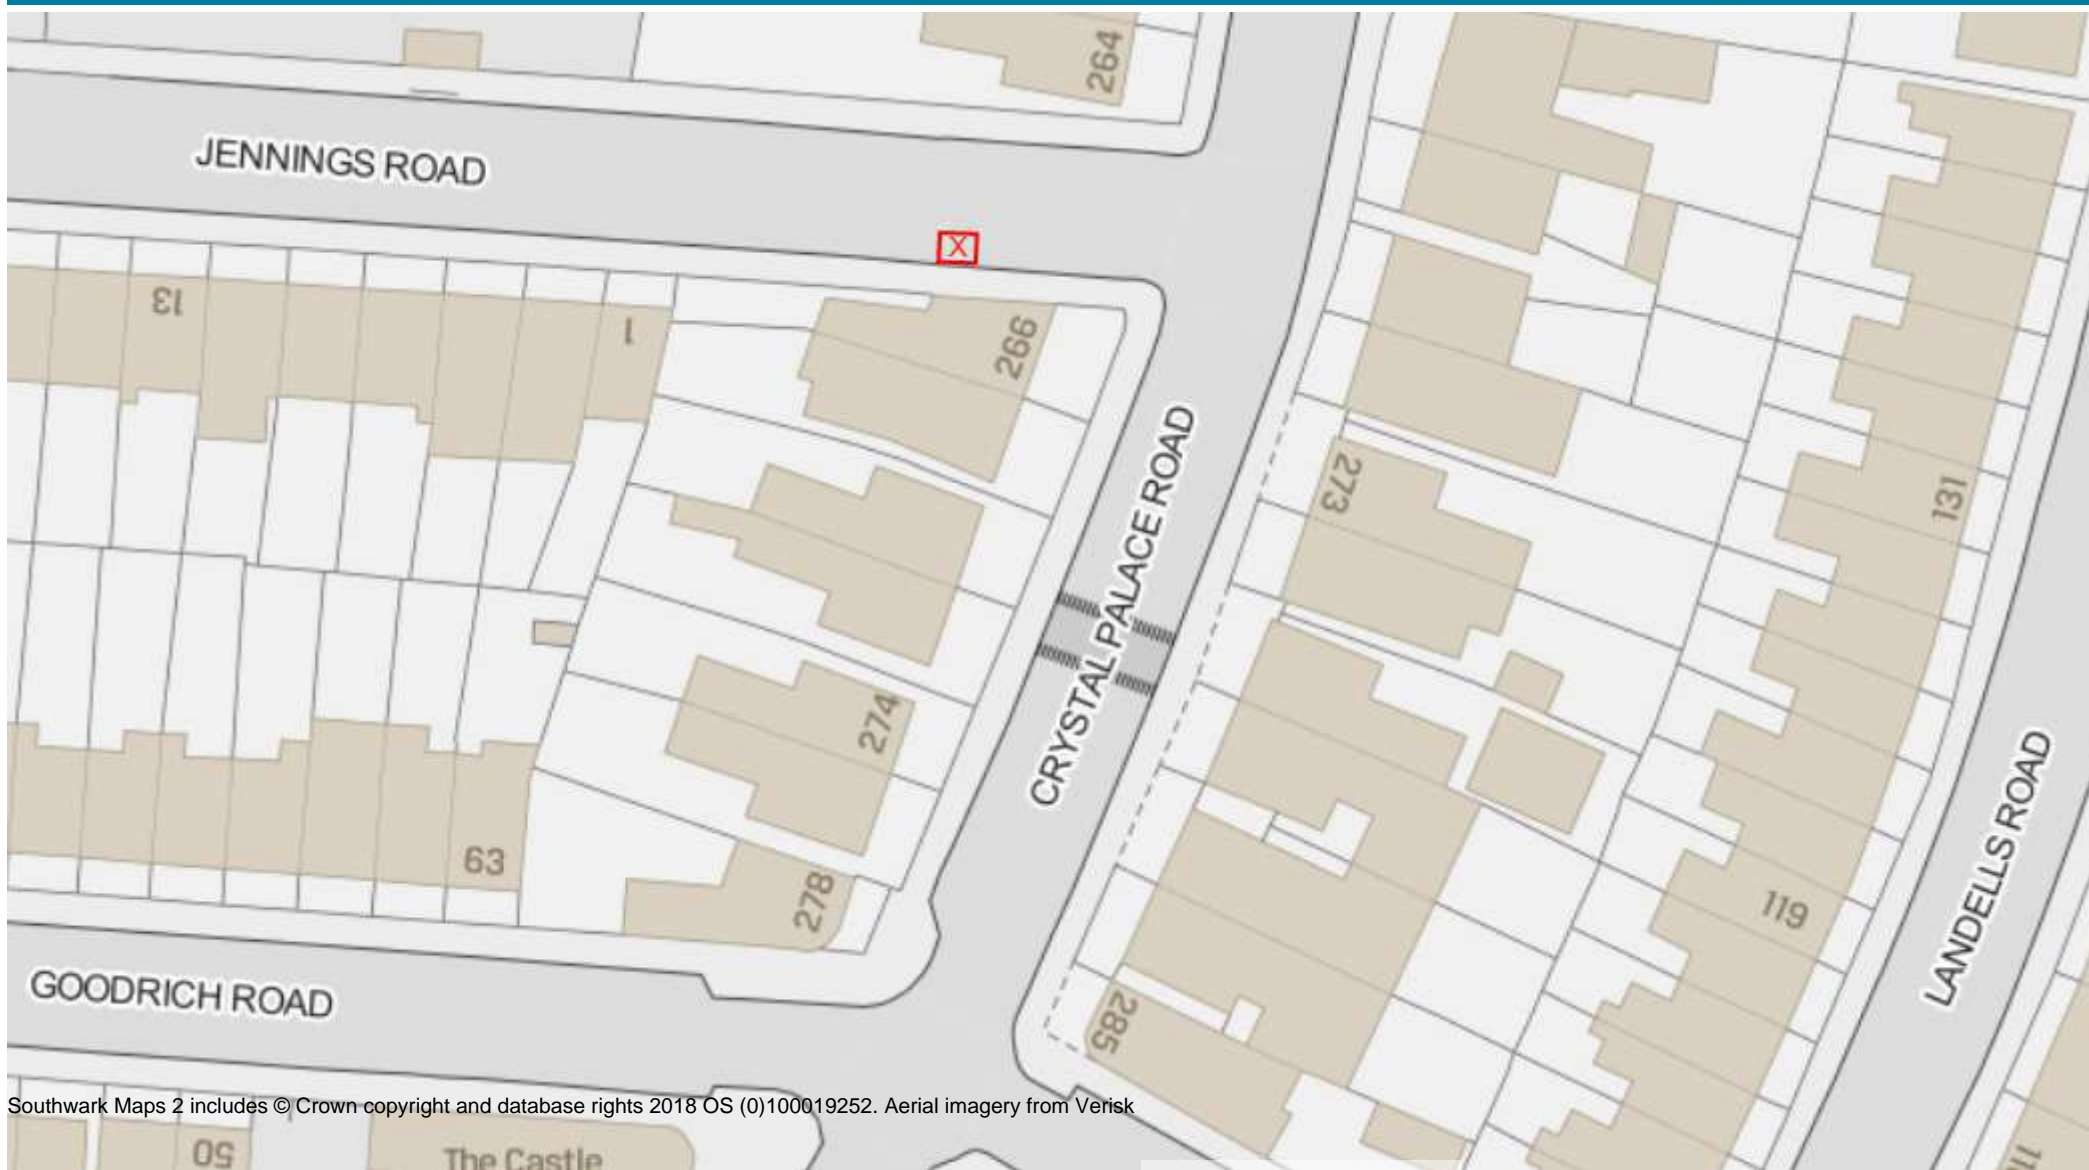 264
JENNINGS ROAD
X
13
1
266
CRYSTAL PALACE ROAD
273
131
274
63
278
119
LANDELLS ROAD
GOODRICH ROAD
285
Southwark Maps 2 includes © Crown copyright and database rights 2018 OS (0)100019252. Aerial imagery from Verisk
50
The Castle